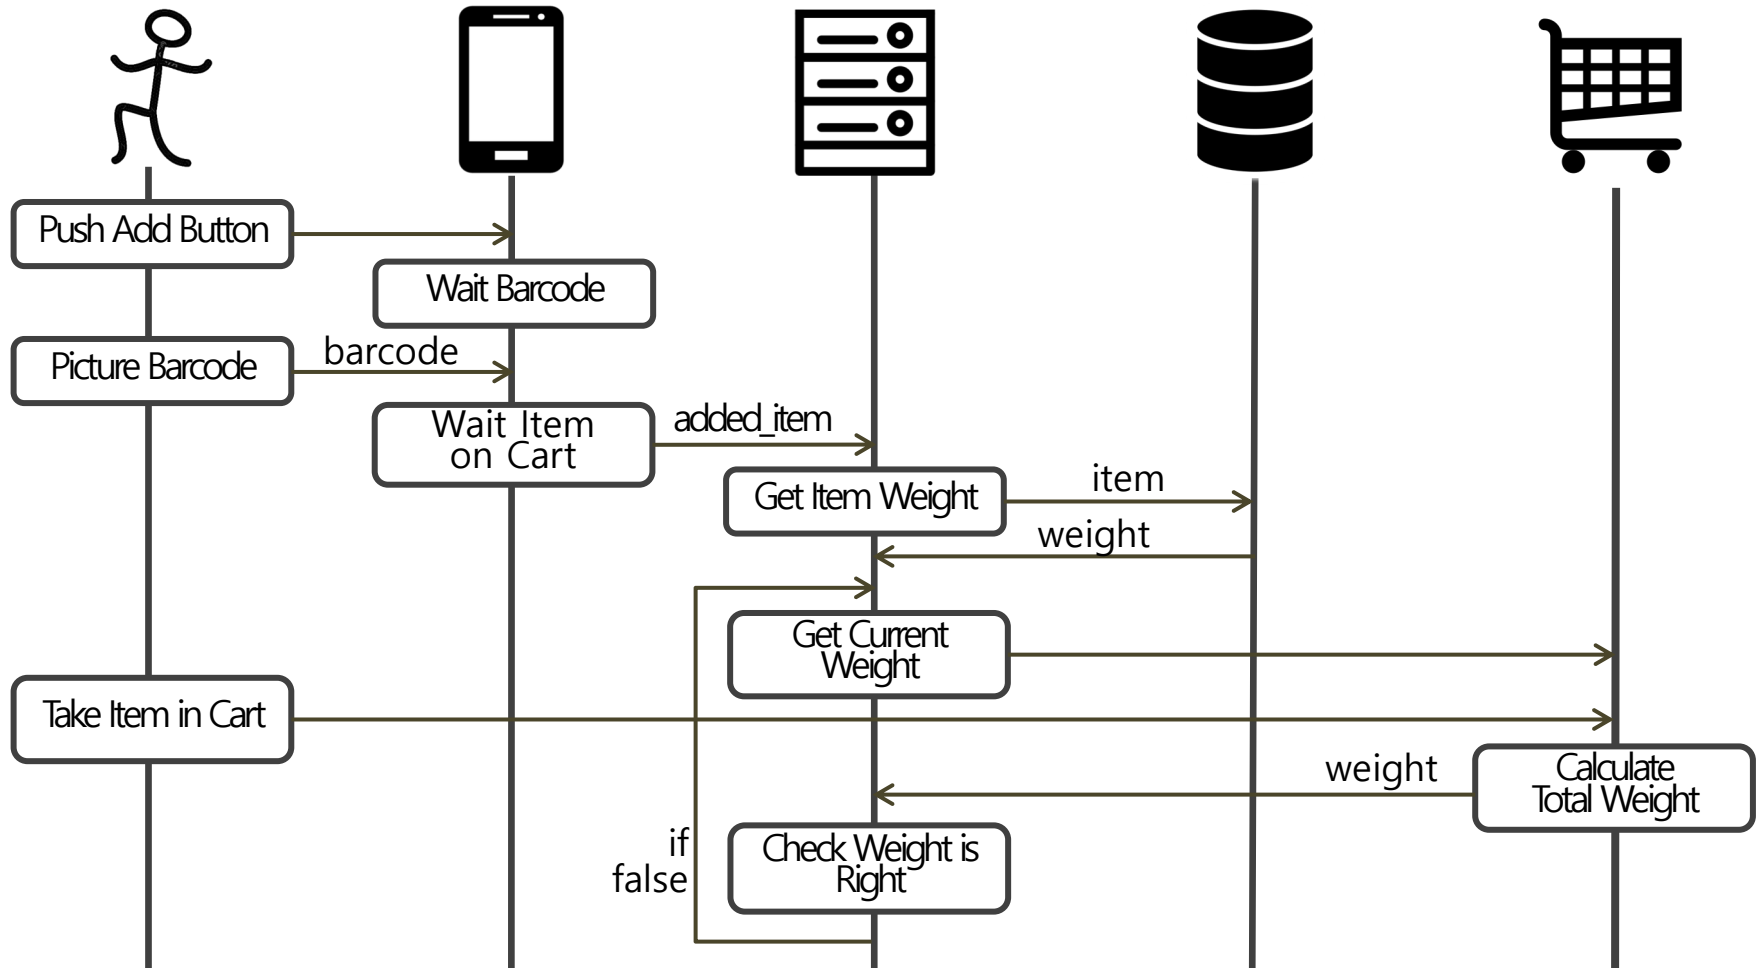 Push Add Button
Wait Barcode
Picture Barcode
barcode
Wait Item
on Cart
added_item
Get Item Weight
item
weight
Get Current
Weight
Take Item in Cart
weight
Calculate
Total Weight
if
false
Check Weight is
Right